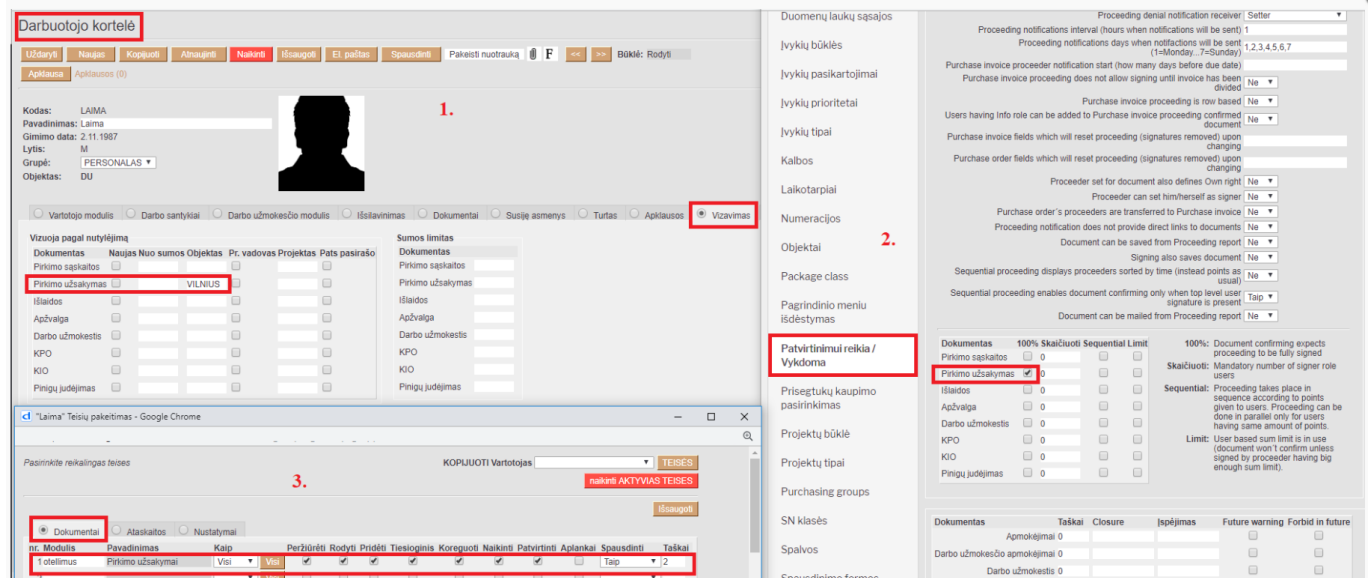 Darbuotojo kortelė
Uždaryti Naujas Kopijuoti Atnaujinti Naikinti Išsaugoti El. paštas Spausdinti Pakeisti nuotrauką F << >> Būklė: Rodyti
Apklausa Apklausos (0)
1.
Kodas: LAIMA
Pavadinimas: Laima
Gimimo data: 2.11.1987
Lytis: M
Grupė: PERSONALAS
Objektas: DU
Vartotojo modulis Darbo santykiai Darbo užmokesčio modulis Išsilavinimas Dokumentai Susiję asmenys Turtas Apklausos Vizavimas
Vizuoja pagal nutylėjimą
Dokumentas Naujas Nuo sumos Objektas Pr. vadovas Projektas Pats pasirašo
Pirkimo sąskaitos
Pirkimo užsakymas VILNIUS
Išlaidos
Apžvalga
Darbo užmokestis
KPO
KIO
Pinigų judėjimas
Sumos limitas
Dokumentas
Pirkimo sąskaitos
Pirkimo užsakymas
Išlaidos
Apžvalga
Darbo užmokestis
KPO
KIO
Pinigų judėjimas
"Laima" Teisių pakeitimas - Google Chrome
Pasirinkite reikalingas teises
KOPIJUOTI Vartotojas TEISES
naikinti AKTYVIAS TEISES
3.
Išsaugoti
Dokumentai Ataskaitos Nustatymai
nr. Modulis Pavadinimas Kaip Peržiūrėti Rodyti Pridėti Tiesioginis Koreguoti Naikinti Patvirtinti Aplankai Spausdinti Taškai
1 otellimus Pirkimo užsakymai Visi Visi Taip 2
Duomenų laukų sąsajos
Įvykių būklės
Įvykių pasikartojimai
Įvykių prioritetai
Įvykių tipai
Kalbos
Laikotarpiai
Numeracijos
Objektai
Package class
Pagrindinio meniu
išdėstymas
Patvirtinimui reikia /
Vykdoma
Prisegtukų kaupimo
pasirinkimas
Projektų būklė
Projektų tipai
Purchasing groups
SN klasės
Spalvos
Spausdinimo formos
2.
Proceeding denial notification receiver Setter
Proceeding notifications interval (hours when notifications will be sent) 1
Proceeding notifications days when notifactions will be sent
(1=Monday...7=Sunday) 1,2,3,4,5,6,7
Purchase invoice proceeder notification start (how many days before due date)
Purchase invoice proceeding does not allow signing until invoice has been
divided Ne
Purchase invoice proceeding is row based Ne
Users having Info role can be added to Purchase invoice proceeding confirmed
document Ne
Purchase invoice fields which will reset proceeding (signatures removed) upon
changing
Purchase order fields which will reset proceeding (signatures removed) upon
changing
Proceeder set for document also defines Own right Ne
Proceeder can set him/herself as signer Ne
Purchase order's proceeders are transferred to Purchase invoice Ne
Proceeding notification does not provide direct links to documents Ne
Document can be saved from Proceeding report Ne
Signing also saves document Ne
Sequential proceeding displays proceeders sorted by time (instead points as
usual) Ne
Sequential proceeding enables document confirming only when top level user
signature is present Taip
Document can be mailed from Proceeding report Ne
Dokumentas 100% Skaičiuoti Sequential Limit
Pirkimo sąskaitos 0
Pirkimo užsakymas 0
Išlaidos 0
Apžvalga 0
Darbo užmokestis 0
KPO 0
KIO 0
Pinigų judėjimas 0
100%: Document confirming expects
proceeding to be fully signed
Skaičiuoti: Mandatory number of signer role
users
Sequential: Proceeding takes place in
sequence according to points
given to users. Proceeding can be
done in parallel only for users
having same amount of points.
Limit: User based sum limit is in use
(document won't confirm unless
signed by proceeder having big
enough sum limit).
Dokumentas Taškai Closure Įspėjimas Future warning Forbid in future
Apmokėjimai 0
Darbo užmokesčio apmokėjimai 0
Darbo užmokestis 0